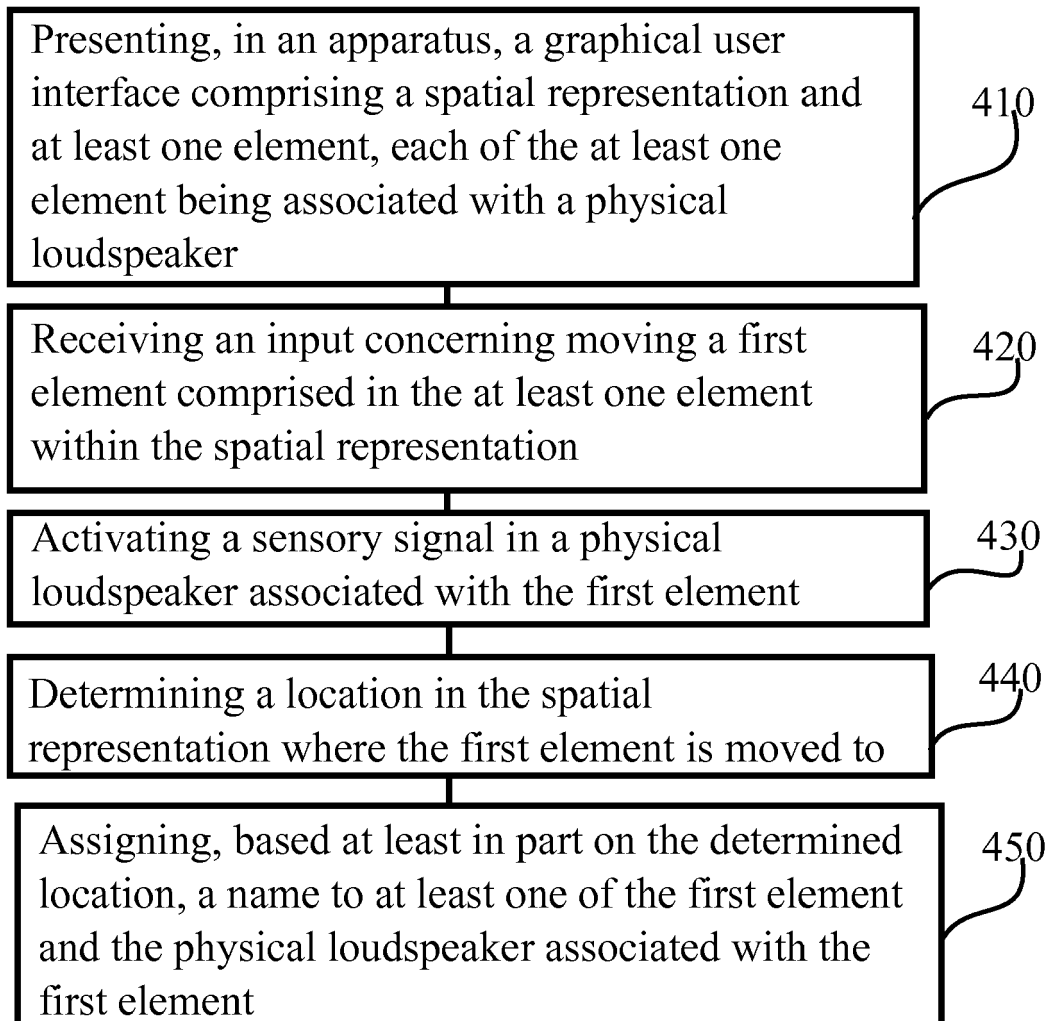 Presenting, in an apparatus, a graphical user
interface comprising a spatial representation and
at least one element, each of the at least one
element being associated with a physical
loudspeaker
410
Receiving an input concerning moving a first
element comprised in the at least one element
within the spatial representation
420
Activating a sensory signal in a physical
loudspeaker associated with the first element
430
Determining a location in the spatial
representation where the first element is moved to
440
Assigning, based at least in part on the determined
location, a name to at least one of the first element
and the physical loudspeaker associated with the
first element
450